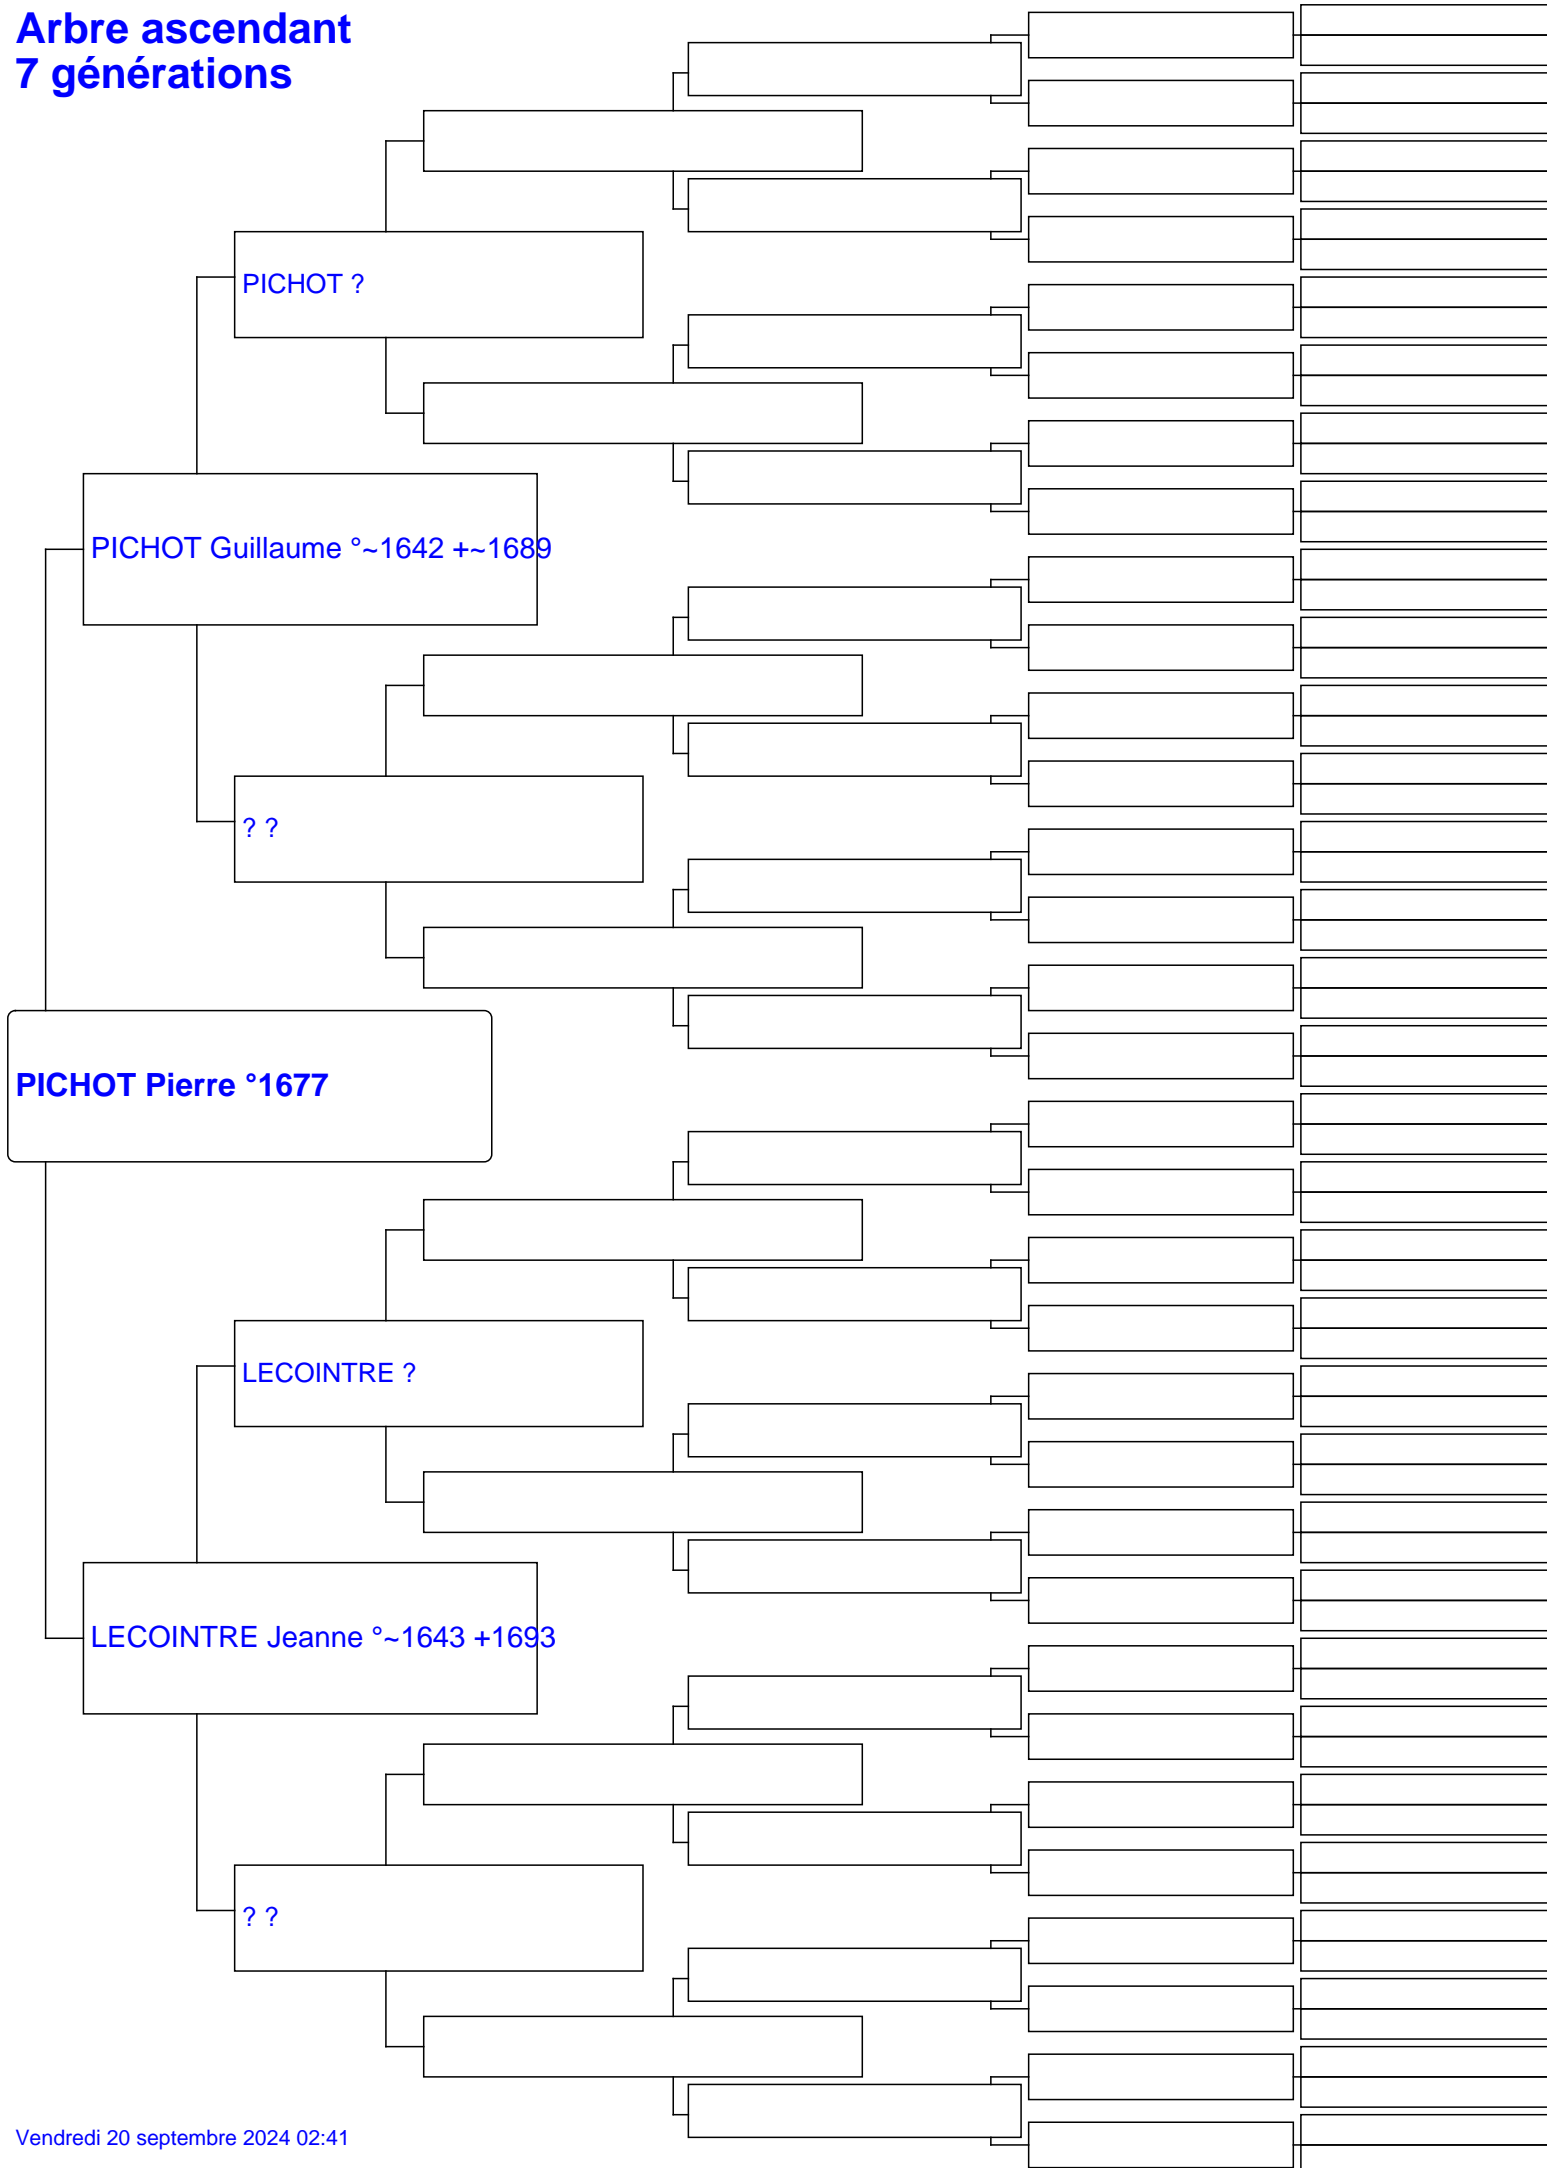 Arbre ascendant
7 générations
PICHOT ?
PICHOT Guillaume °~1642 +~1689
? ?
PICHOT Pierre °1677
LECOINTRE ?
LECOINTRE Jeanne °~1643 +1693
? ?
Vendredi 20 septembre 2024 02:41